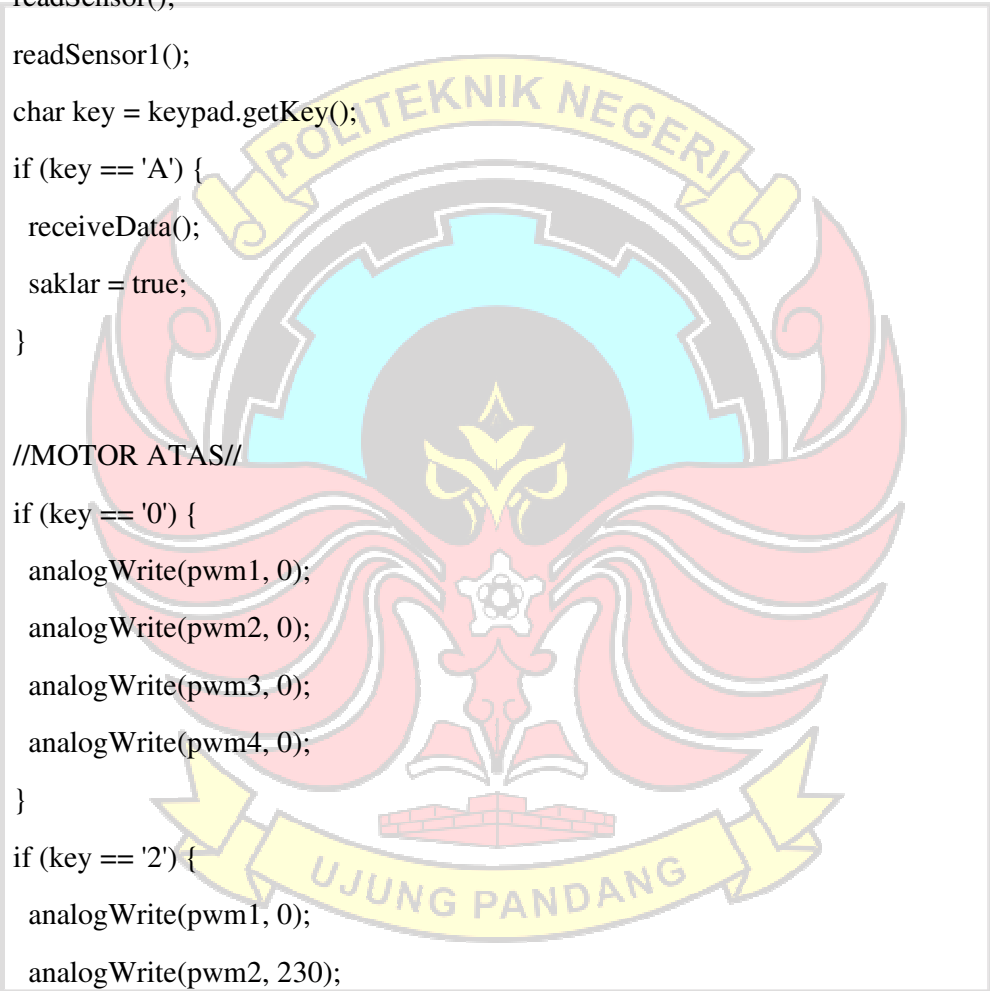 readSensor();
readSensor1();
char key = keypad.getKey();
if (key == 'A') {
receiveData();
saklar = true;
}
//MOTOR ATAS//
if (key == '0') {
analogWrite(pwm1, 0);
analogWrite(pwm2, 0);
analogWrite(pwm3, 0);
analogWrite(pwm4, 0);
}
if (key == '2') {
analogWrite(pwm1, 0);
analogWrite(pwm2, 230);
POLITEKNIK NEGERI
UJUNG PANDANG